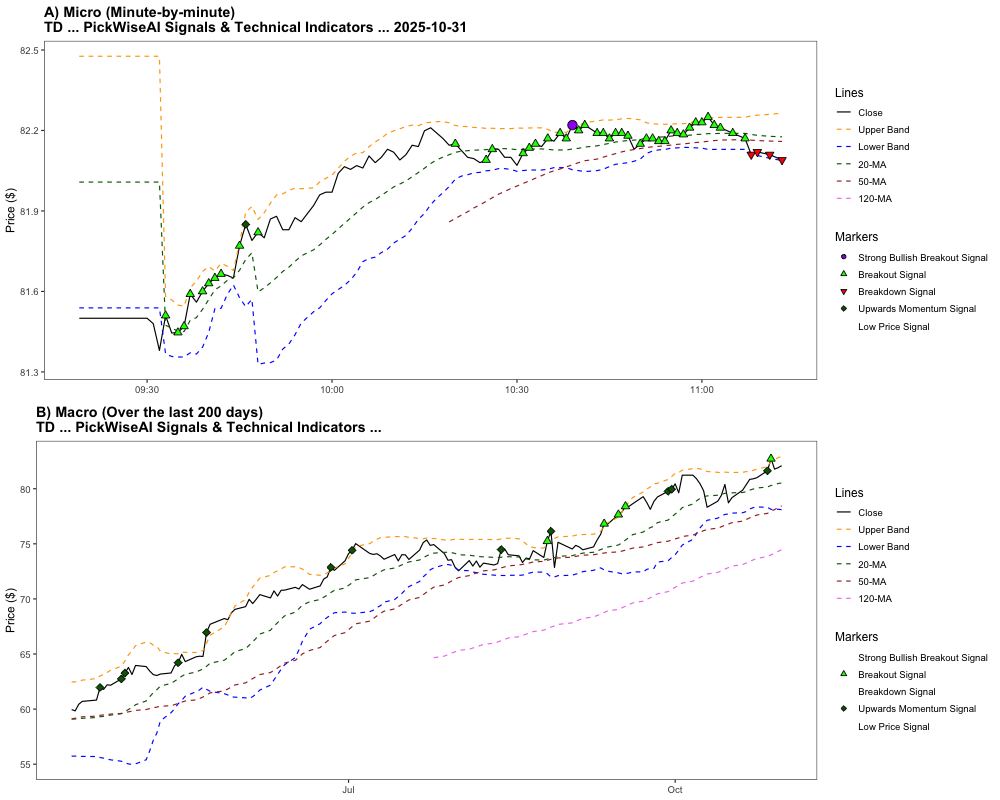 A) Micro (Minute-by-minute)
TD ... PickWiseAI Signals & Technical Indicators ... 2025-10-31
82.5
82.2
81.9
81.6
81.3
Price ($)
09:30
10:00
10:30
11:00
Lines
Close
Upper Band
Lower Band
20-MA
50-MA
120-MA
Markers
Strong Bullish Breakout Signal
Breakout Signal
Breakdown Signal
Upwards Momentum Signal
Low Price Signal
B) Macro (Over the last 200 days)
TD ... PickWiseAI Signals & Technical Indicators ...
80
75
70
65
60
55
Price ($)
Jul
Oct
Lines
Close
Upper Band
Lower Band
20-MA
50-MA
120-MA
Markers
Strong Bullish Breakout Signal
Breakout Signal
Breakdown Signal
Upwards Momentum Signal
Low Price Signal